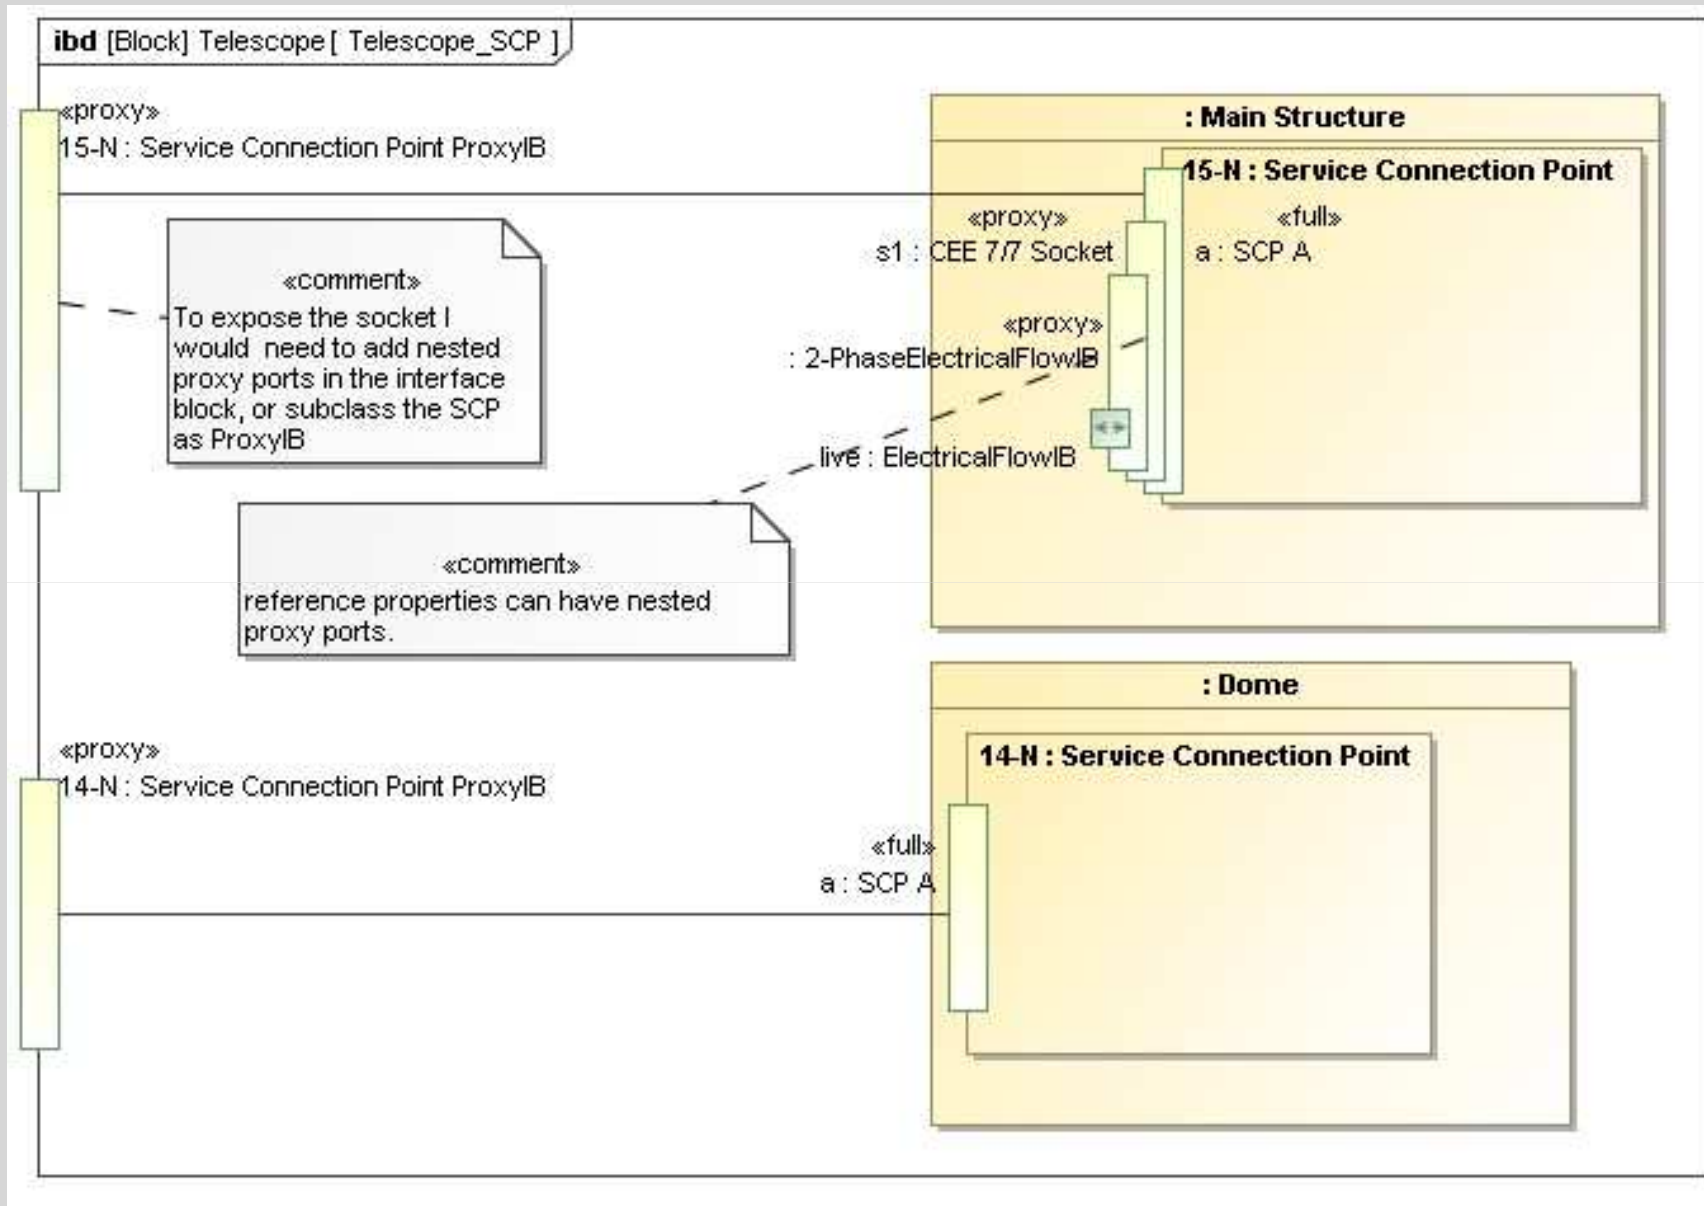 ibd [Block] Telescope[ Telescope_SCP ]
«proxy»
15-N : Service Connection Point ProxyIB
: Main Structure
15-N : Service Connection Point
«proxy»
s1 : CEE 7/7 Socket
«full»
a : SCP A
«comment»
To expose the socket I
would need to add nested
proxy ports in the interface
block, or subclass the SCP
as ProxyIB
«proxy»
: 2-PhaseElectricalFlowIB
live : ElectricalFlowIB
«comment»
reference properties can have nested
proxy ports.
: Dome
14-N : Service Connection Point
«proxy»
14-N : Service Connection Point ProxyIB
«full»
a : SCP A